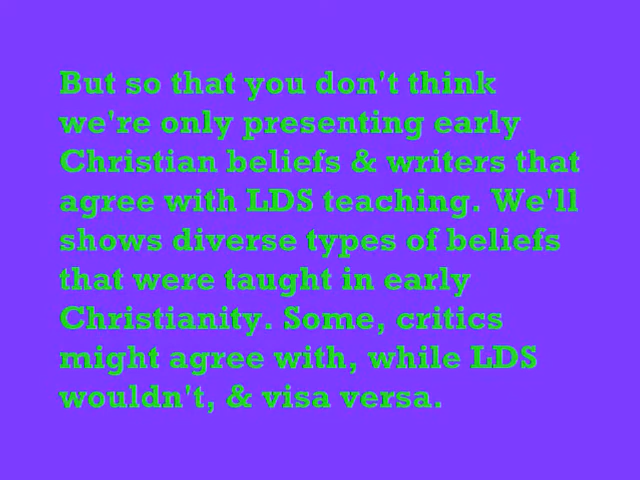 But so that you don't think
we're only presenting early
Christian beliefs & writers that
agree with LDS teaching. We'll
shows diverse types of beliefs
that were taught in early
Christianity. Some, critics
might agree with, while LDS
wouldn't, & visa versa.